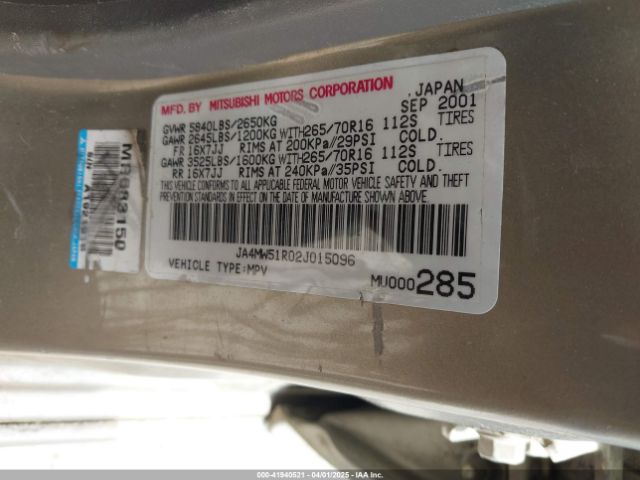 MFD. BY MITSUBISHI MOTORS CORPORATION , JAPAN
SEP 2001
GVWR 5840LBS/2650KG
GAWR 2645LBS/1200KG WITH265/70R16 112S TIRES
FR 16X7JJ RIMS AT 200KPa//29PSI COLD.
GAWR 3525LBS/1600KG WITH265/70R16 112S TIRES
RR 16X7JJ RIMS AT 240KPa//35PSI COLD.
THIS VEHICLE CONFORMS TO ALL APPLICABLE FEDERAL MOTOR VEHICLE SAFETY AND THEFT
PREVENTION STANDARDS IN EFFECT ON THE DATE OF MANUFACTURE SHOWN ABOVE.
JA4MW51R02J015096
VEHICLE TYPE:MPV
MU000285
S/N
000-41940521 04/01/2025 IAA